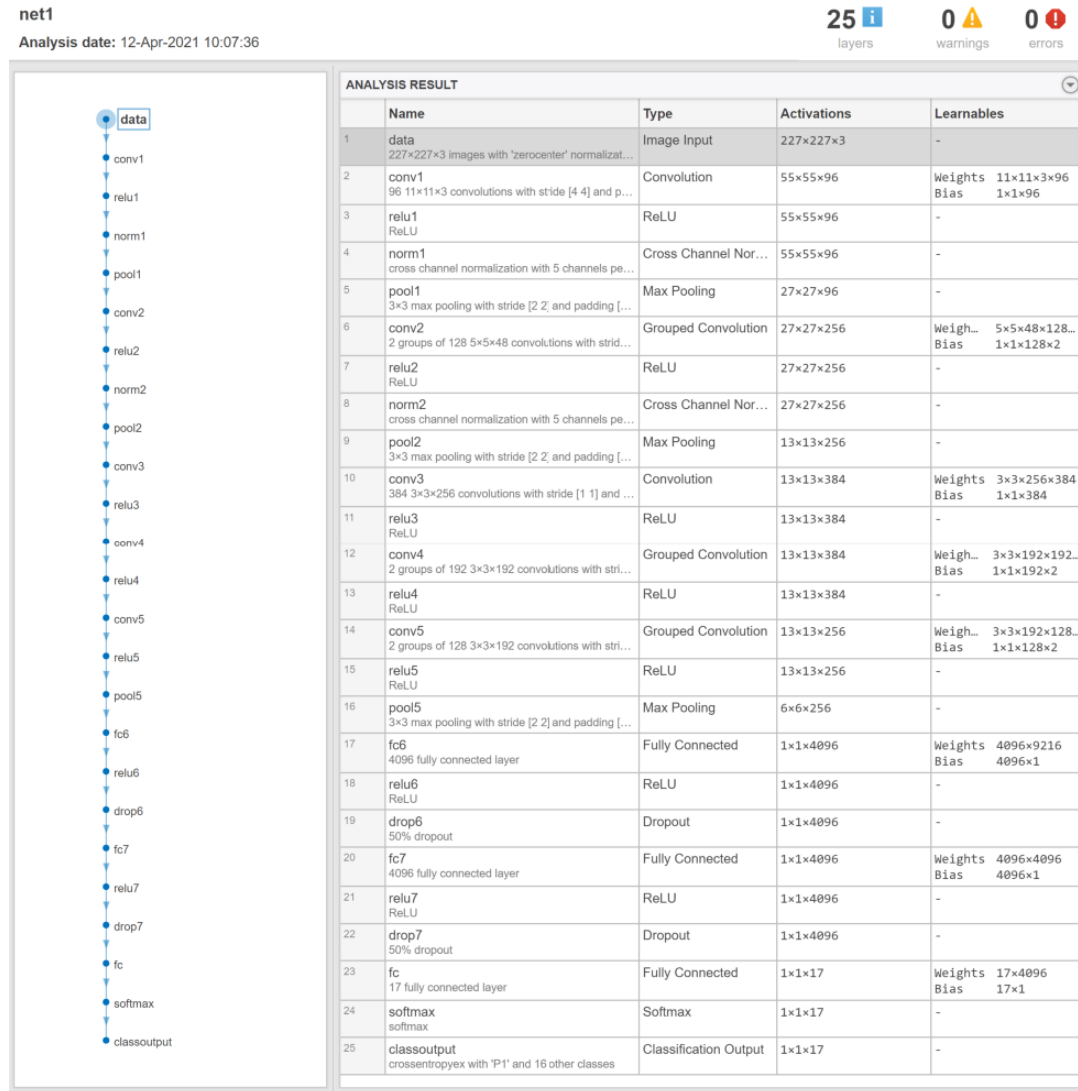 net1
Analysis date: 12-Apr-2021 10:07:36
25 i
layers
0
warnings
0
errors
data
conv1
relu1
norm1
pool1
conv2
relu2
norm2
pool2
conv3
relu3
conv4
relu4
conv5
relu5
pool5
fc6
relu6
drop6
fc7
relu7
drop7
fc
softmax
classoutput
ANALYSIS RESULT
Name Type Activations Learnables
1 data Image Input 227×227×3 -
227×227×3 images with 'zerocenter' normalizat...
2 conv1 Convolution 55×55×96 Weights 11×11×3×96
96 11×11×3 convolutions with stride [4 4] and p... Bias 1×1×96
3 relu1 ReLU 55×55×96 -
ReLU
4 norm1 Cross Channel Nor... 55×55×96 -
cross channel normalization with 5 channels pe...
5 pool1 Max Pooling 27×27×96 -
3×3 max pooling with stride [2 2] and padding [...
6 conv2 Grouped Convolution 27×27×256 Weigh... 5×5×48×128...
2 groups of 128 5×5×48 convolutions with strid... Bias 1×1×128×2
7 relu2 ReLU 27×27×256 -
ReLU
8 norm2 Cross Channel Nor... 27×27×256 -
cross channel normalization with 5 channels pe...
9 pool2 Max Pooling 13×13×256 -
3×3 max pooling with stride [2 2] and padding [...
10 conv3 Convolution 13×13×384 Weights 3×3×256×384
384 3×3×256 convolutions with stride [1 1] and ... Bias 1×1×384
11 relu3 ReLU 13×13×384 -
ReLU
12 conv4 Grouped Convolution 13×13×384 Weigh... 3×3×192×192...
2 groups of 192 3×3×192 convolutions with stri... Bias 1×1×192×2
13 relu4 ReLU 13×13×384 -
ReLU
14 conv5 Grouped Convolution 13×13×256 Weigh... 3×3×192×128...
2 groups of 128 3×3×192 convolutions with stri... Bias 1×1×128×2
15 relu5 ReLU 13×13×256 -
ReLU
16 pool5 Max Pooling 6×6×256 -
3×3 max pooling with stride [2 2] and padding [...
17 fc6 Fully Connected 1×1×4096 Weights 4096×9216
4096 fully connected layer Bias 4096×1
18 relu6 ReLU 1×1×4096 -
ReLU
19 drop6 Dropout 1×1×4096 -
50% dropout
20 fc7 Fully Connected 1×1×4096 Weights 4096×4096
4096 fully connected layer Bias 4096×1
21 relu7 ReLU 1×1×4096 -
ReLU
22 drop7 Dropout 1×1×4096 -
50% dropout
23 fc Fully Connected 1×1×17 Weights 17×4096
17 fully connected layer Bias 17×1
24 softmax Softmax 1×1×17 -
softmax
25 classoutput Classification Output 1×1×17 -
crossentropyex with 'P1' and 16 other classes